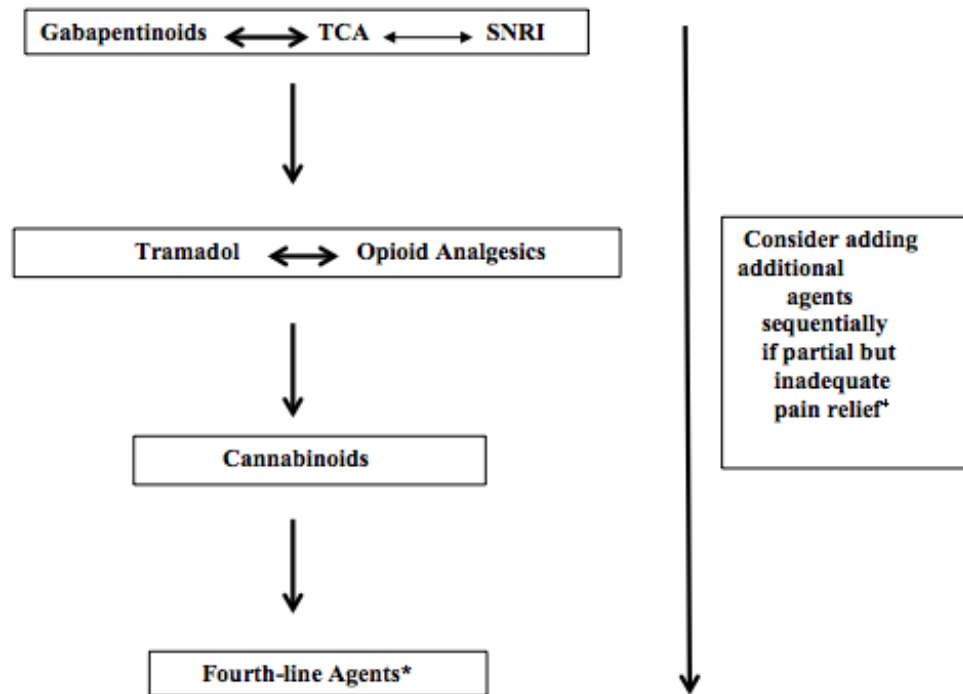 Gabapentinoids TCA SNRI
Tramadol Opioid Analgesics
Cannabinoids
Fourth-line Agents*
Consider adding
additional
agents
sequentially
if partial but
inadequate
pain relief⁺